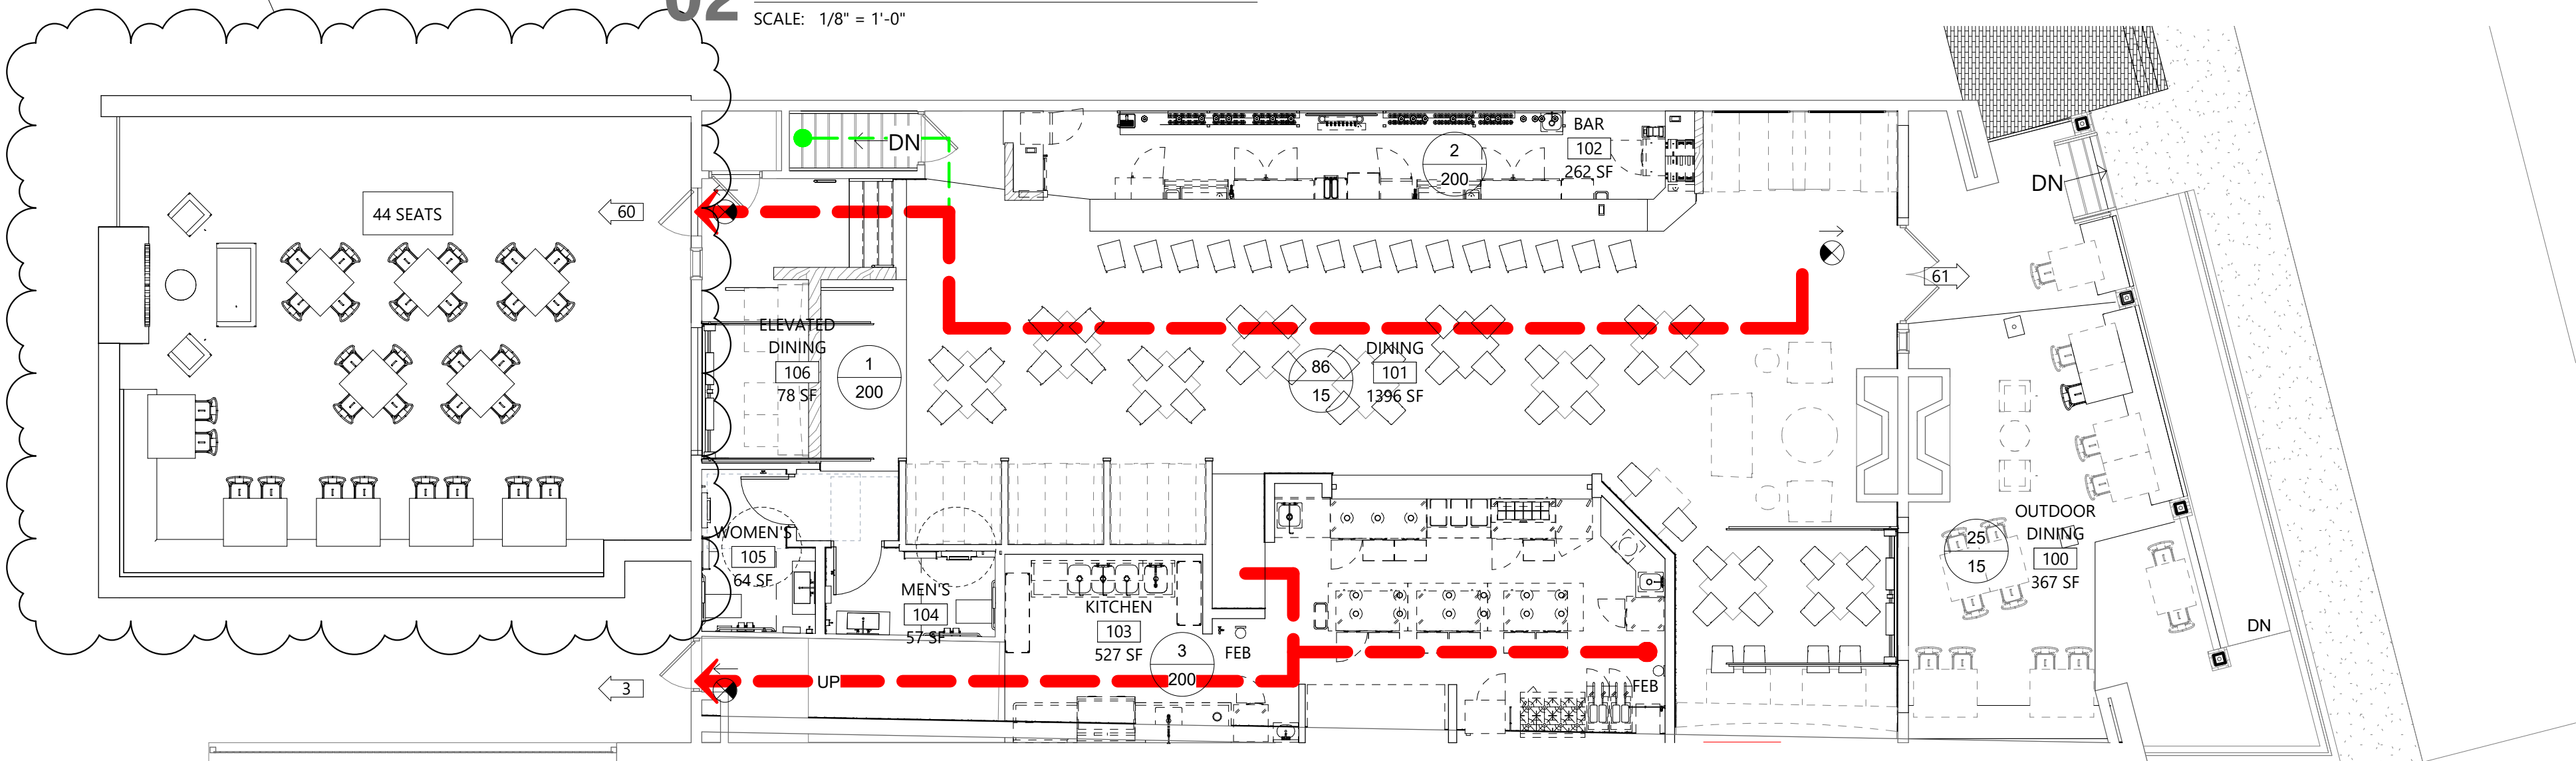 02
SCALE: 1/8" = 1'-0"
DN
BAR
102
262 SF
2
200
DN
44 SEATS
60
61
ELEVATED
DINING
106
78 SF
1
200
86
15
DINING
101
1396 SF
WOMEN'S
105
64 SF
MEN'S
104
57 SF
KITCHEN
103
527 SF
3
200
FEB
FEB
UP
3
25
15
OUTDOOR
DINING
100
367 SF
DN